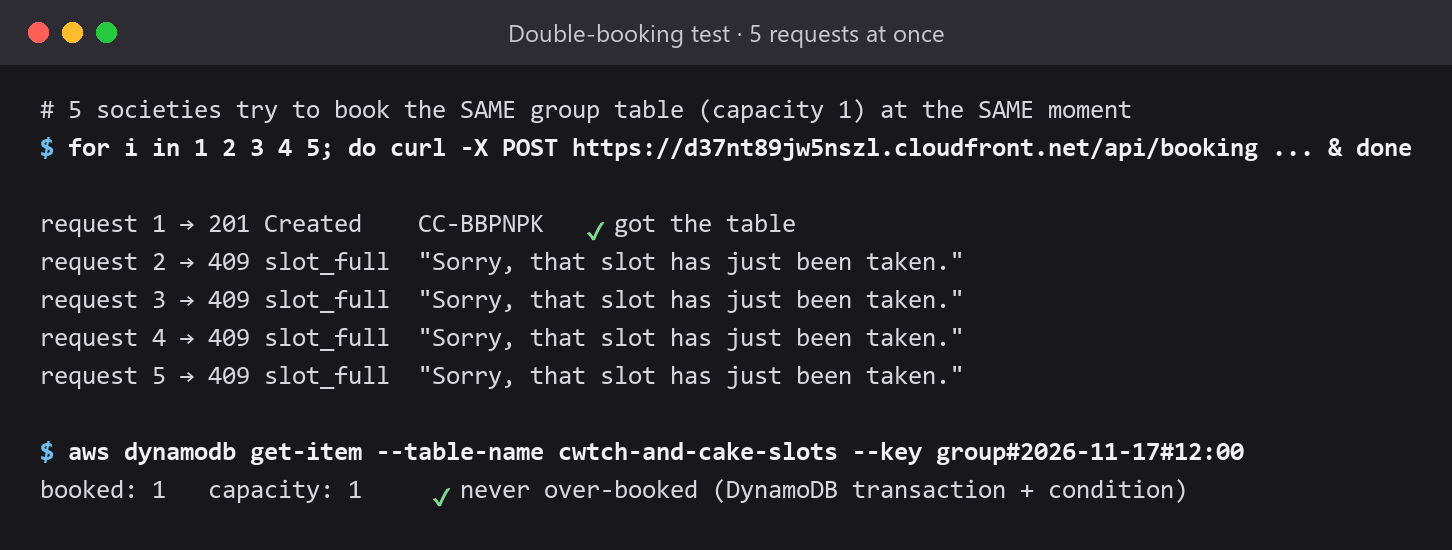 Double-booking test · 5 requests at once
# 5 societies try to book the SAME group table (capacity 1) at the SAME moment
$ for i in 1 2 3 4 5; do curl -X POST https://d37nt89jw5nszl.cloudfront.net/api/booking ... & done
request 1 → 201 Created CC-BBPNPK ✓ got the table
request 2 → 409 slot_full "Sorry, that slot has just been taken."
request 3 → 409 slot_full "Sorry, that slot has just been taken."
request 4 → 409 slot_full "Sorry, that slot has just been taken."
request 5 → 409 slot_full "Sorry, that slot has just been taken."
$ aws dynamodb get-item --table-name cwtch-and-cake-slots --key group#2026-11-17#12:00
booked: 1 capacity: 1 ✓ never over-booked (DynamoDB transaction + condition)